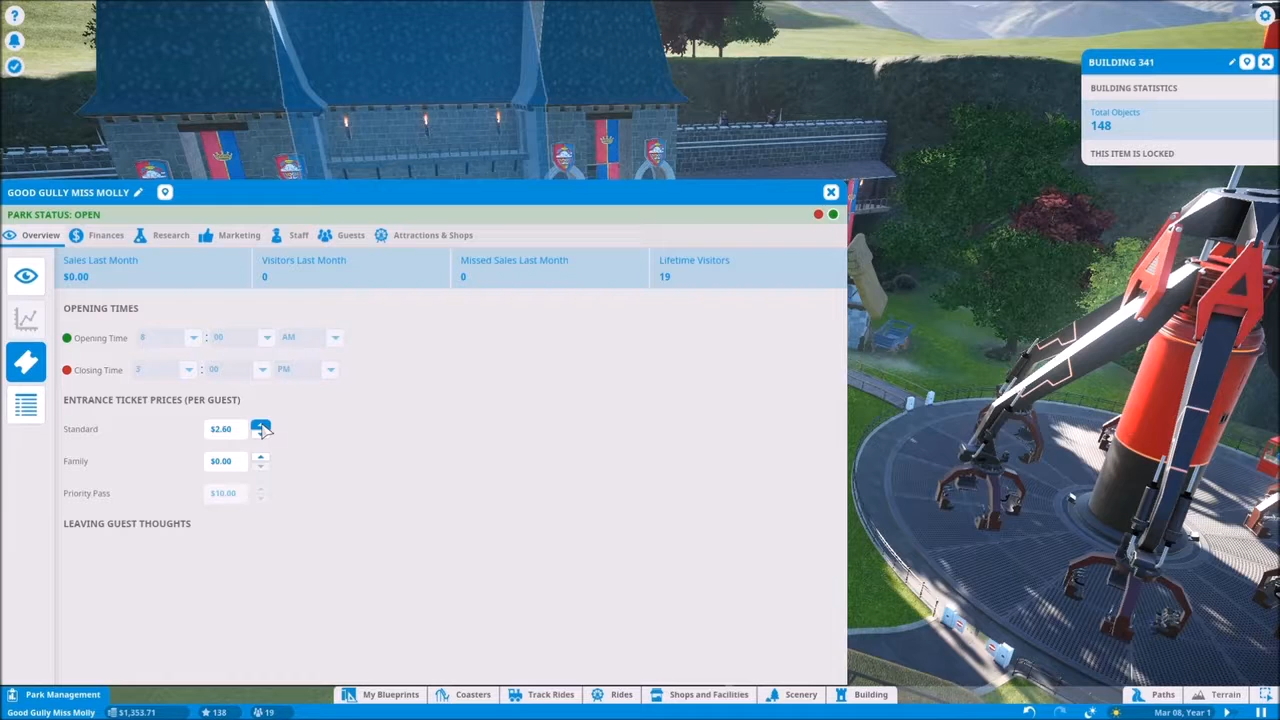 ?
BUILDING 341
BUILDING STATISTICS
Total Objects
148
THIS ITEM IS LOCKED
GOOD GULLY MISS MOLLY
PARK STATUS: OPEN
Overview Finances Research Marketing Staff Guests Attractions & Shops
Sales Last Month Visitors Last Month Missed Sales Last Month Lifetime Visitors
$0.00 0 0 19
OPENING TIMES
Opening Time 8 : 00 AM
Closing Time 3 : 00 PM
ENTRANCE TICKET PRICES (PER GUEST)
Standard $2.60
Family $0.00
Priority Pass $10.00
LEAVING GUEST THOUGHTS
Park Management My Blueprints Coasters Track Rides Rides Shops and Facilities Scenery Building Paths Terrain
Good Gully Miss Molly $1,353.71 138 19 Mar 08, Year 1